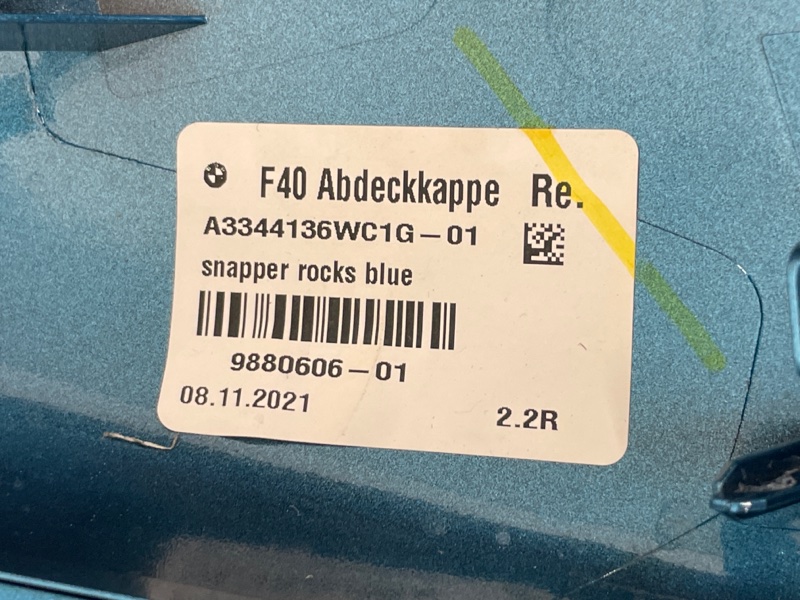 F40 Abdeckkappe Re.
A3344136WC1G-01
snapper rocks blue
9880606-01
08.11.2021 2.2R